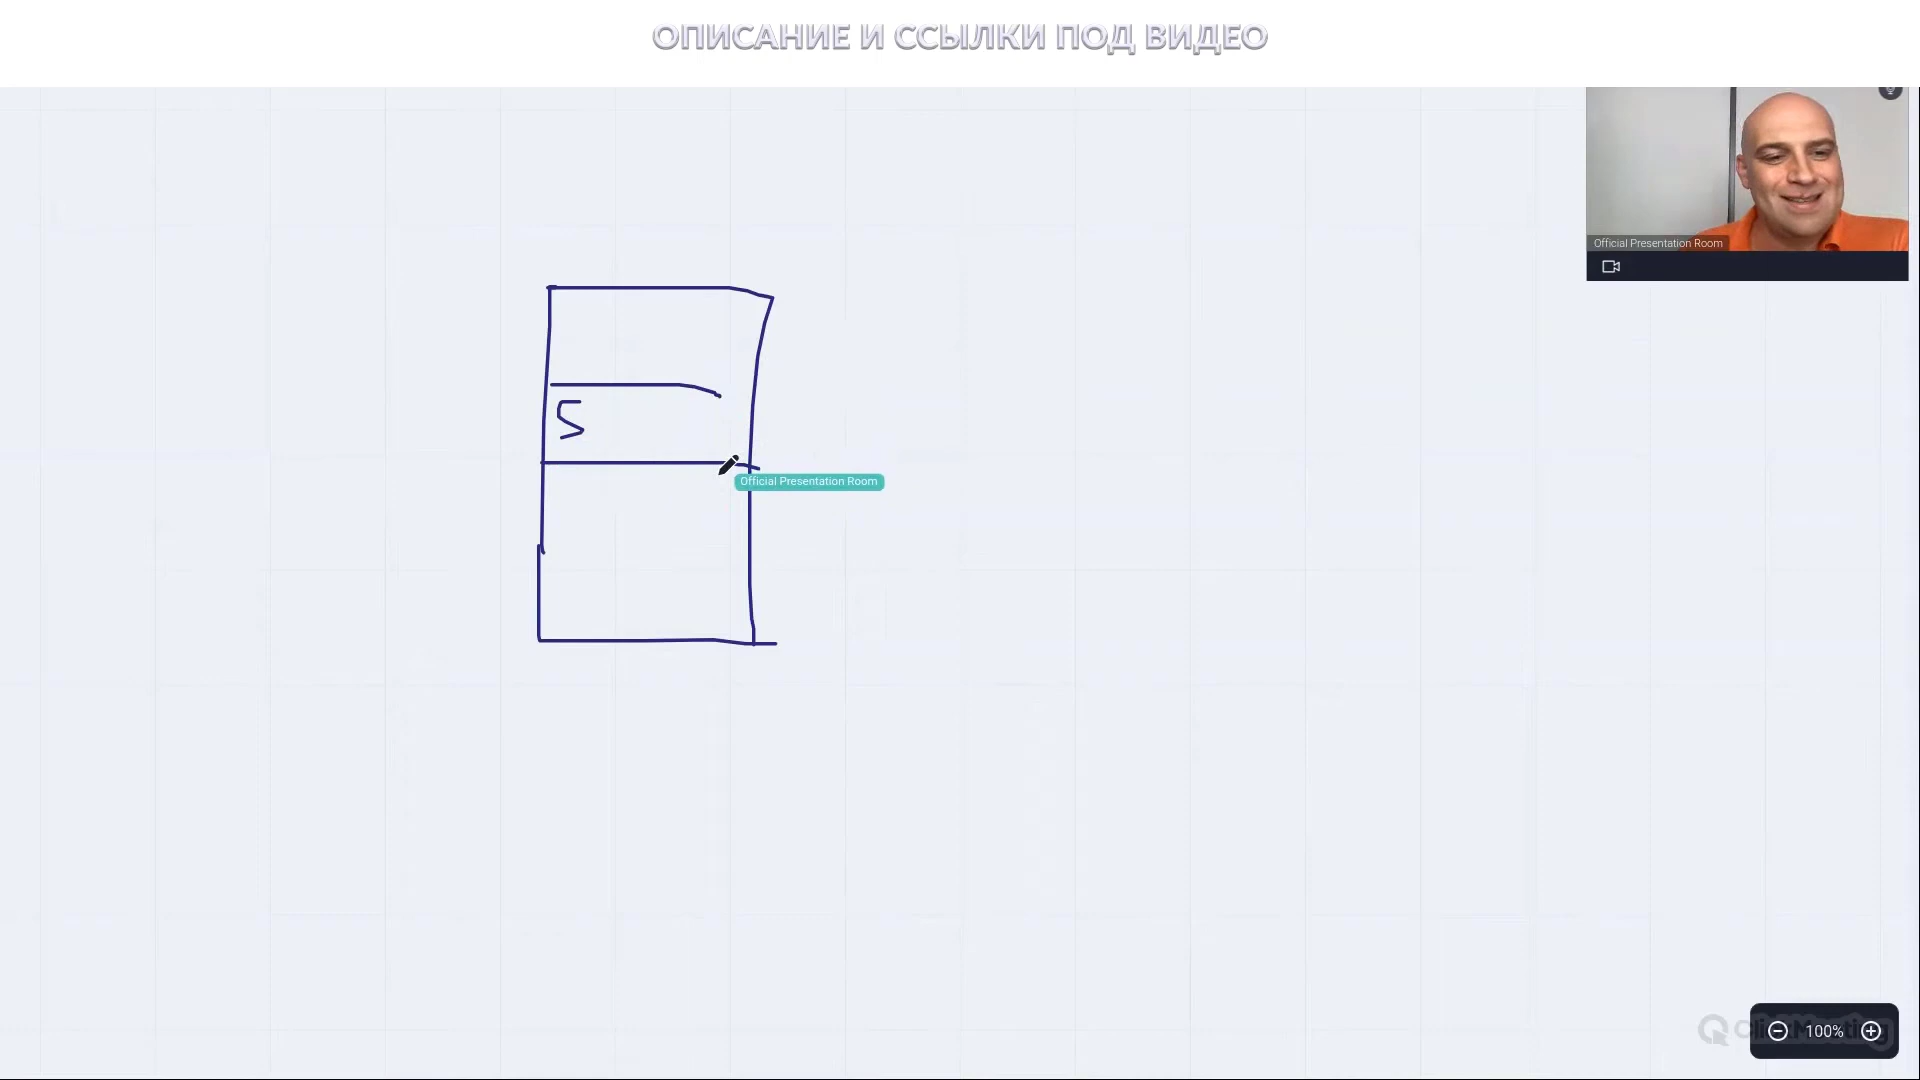 ОПИСАНИЕ И ССЫЛКИ ПОД ВИДЕО
Official Presentation Room
5
Official Presentation Room
100%